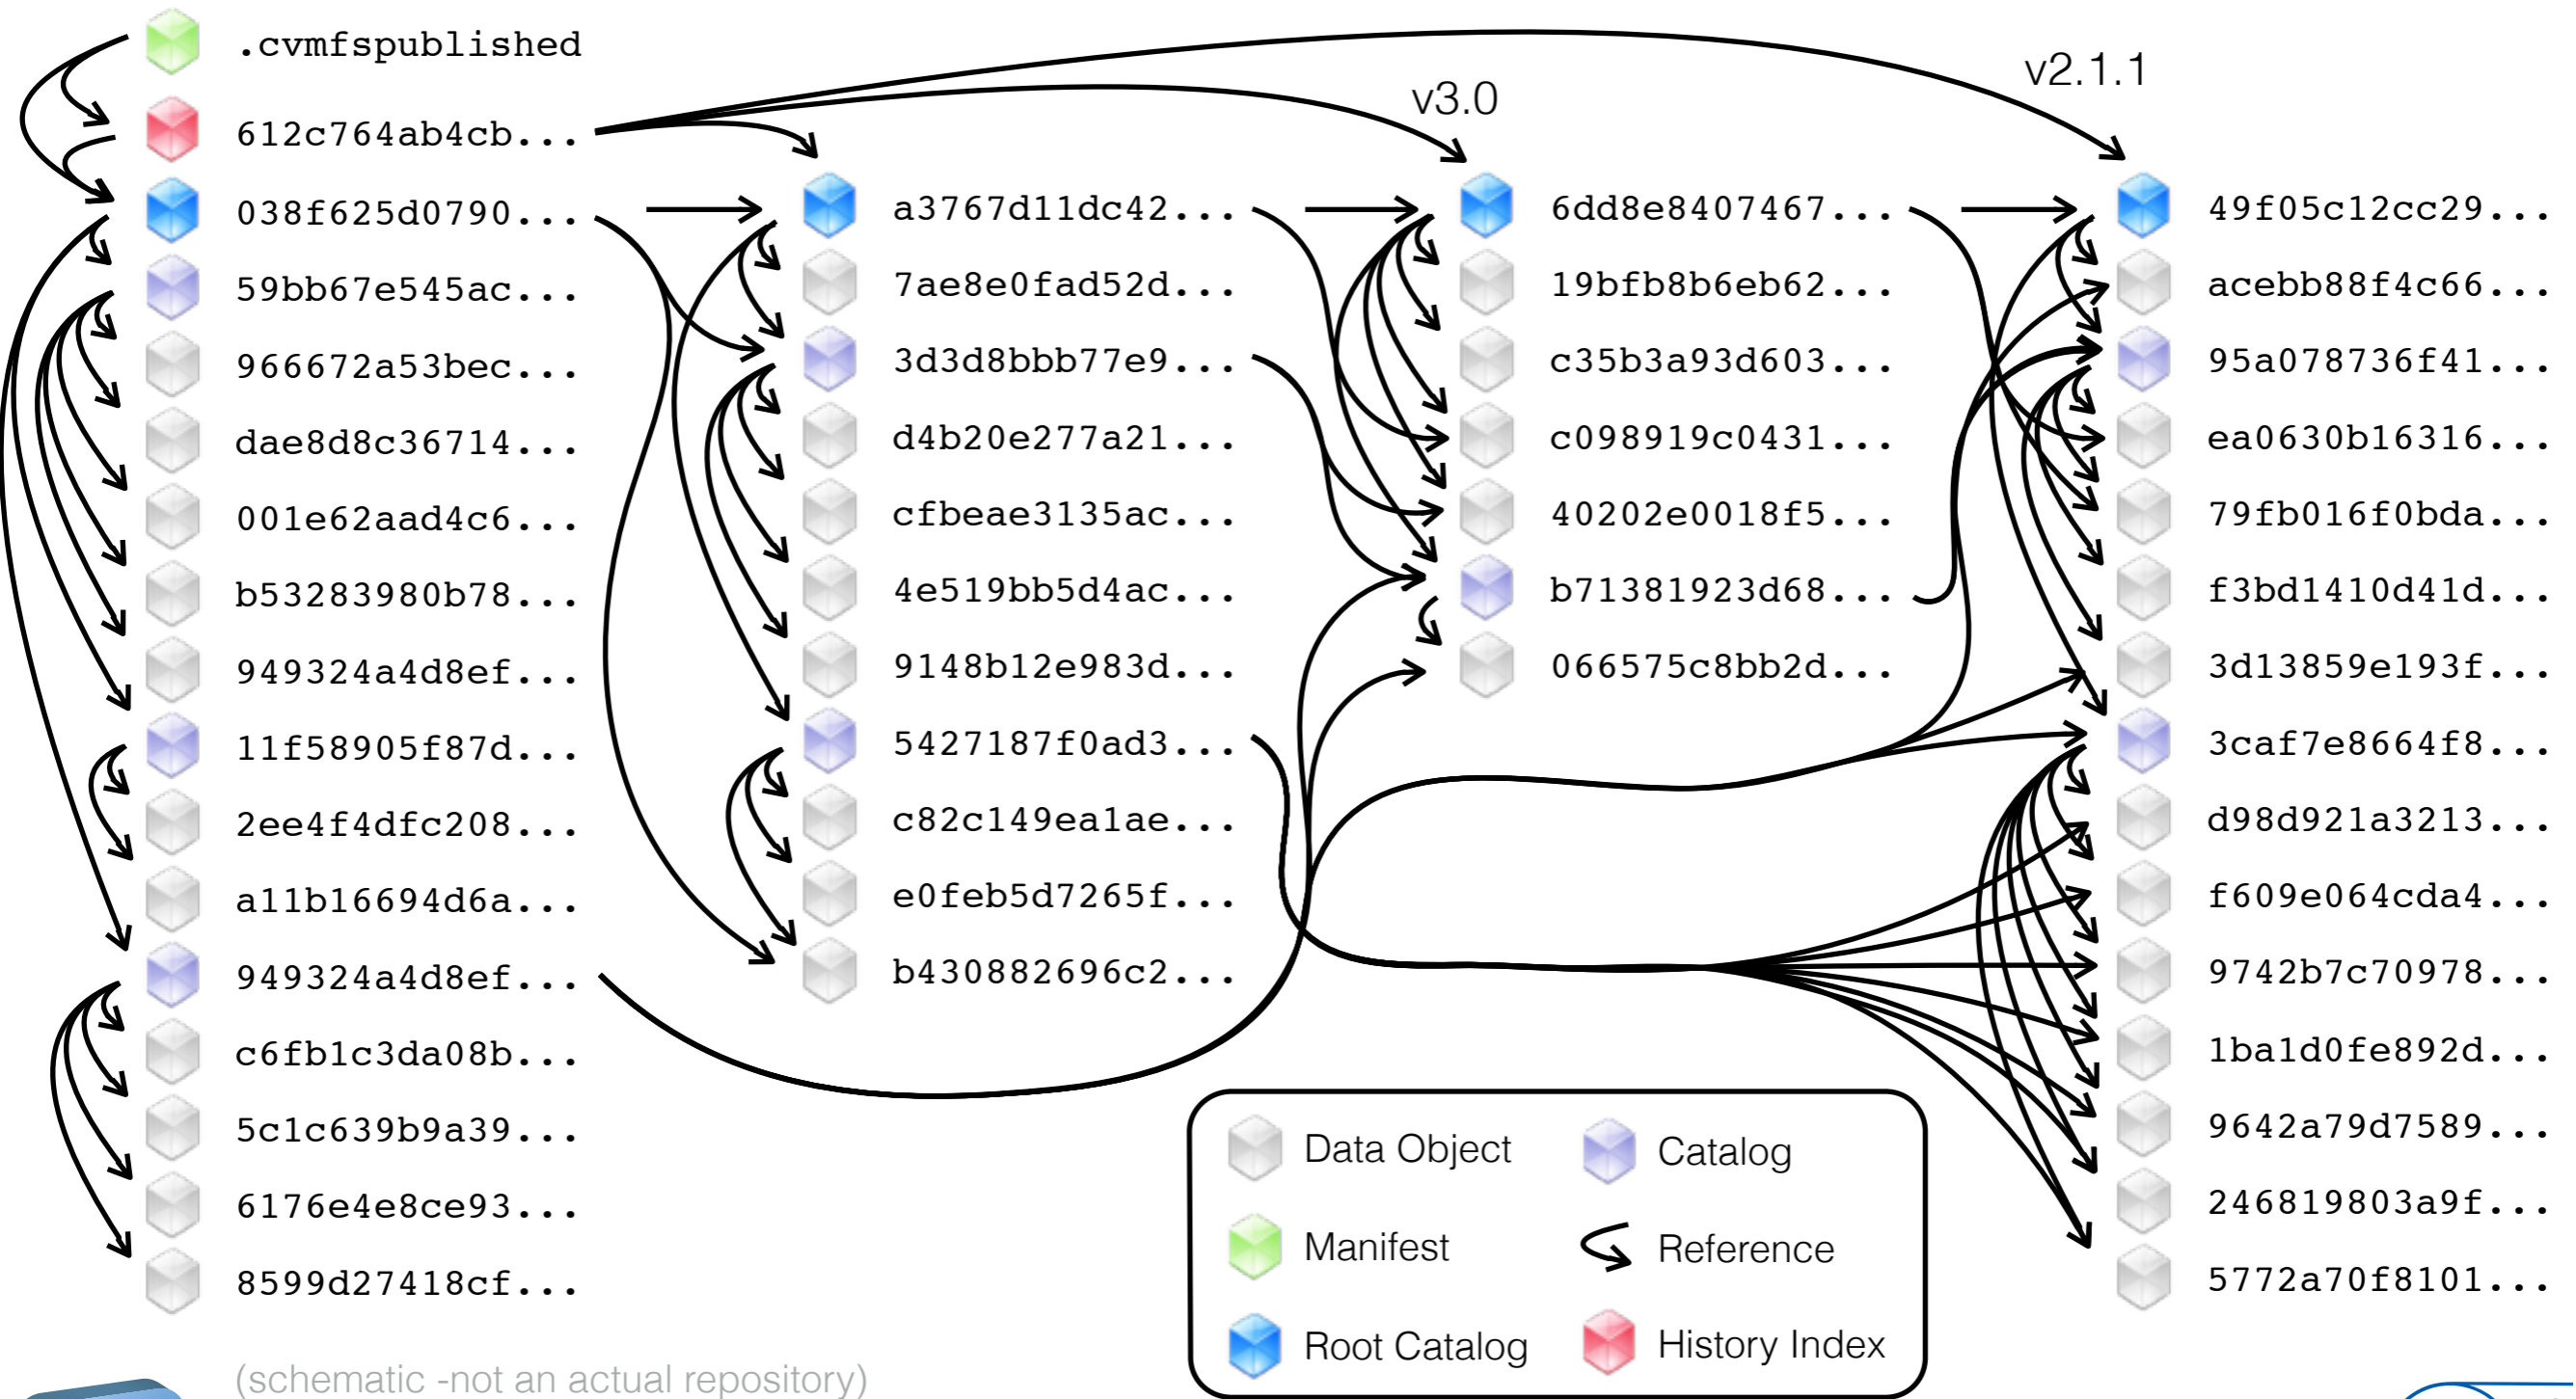 .cvmfspublished
612c764ab4cb...
038f625d0790...
59bb67e545ac...
966672a53bec...
dae8d8c36714...
001e62aad4c6...
b53283980b78...
949324a4d8ef...
11f58905f87d...
2ee4f4dfc208...
a11b16694d6a...
949324a4d8ef...
c6fb1c3da08b...
5c1c639b9a39...
6176e4e8ce93...
8599d27418cf...
(schematic -not an actual repository)
a3767d11dc42...
7ae8e0fad52d...
3d3d8bbb77e9...
d4b20e277a21...
cfbeae3135ac...
4e519bb5d4ac...
9148b12e983d...
5427187f0ad3...
c82c149ea1ae...
e0feb5d7265f...
b430882696c2...
v3.0
6dd8e8407467...
19bfb8b6eb62...
c35b3a93d603...
c098919c0431...
40202e0018f5...
b71381923d68...
066575c8bb2d...
v2.1.1
49f05c12cc29...
acebb88f4c66...
95a078736f41...
ea0630b16316...
79fb016f0bda...
f3bd1410d41d...
3d13859e193f...
3caf7e8664f8...
d98d921a3213...
f609e064cda4...
9742b7c70978...
1ba1d0fe892d...
9642a79d7589...
246819803a9f...
5772a70f8101...
Data Object
Catalog
Manifest
Reference
Root Catalog
History Index